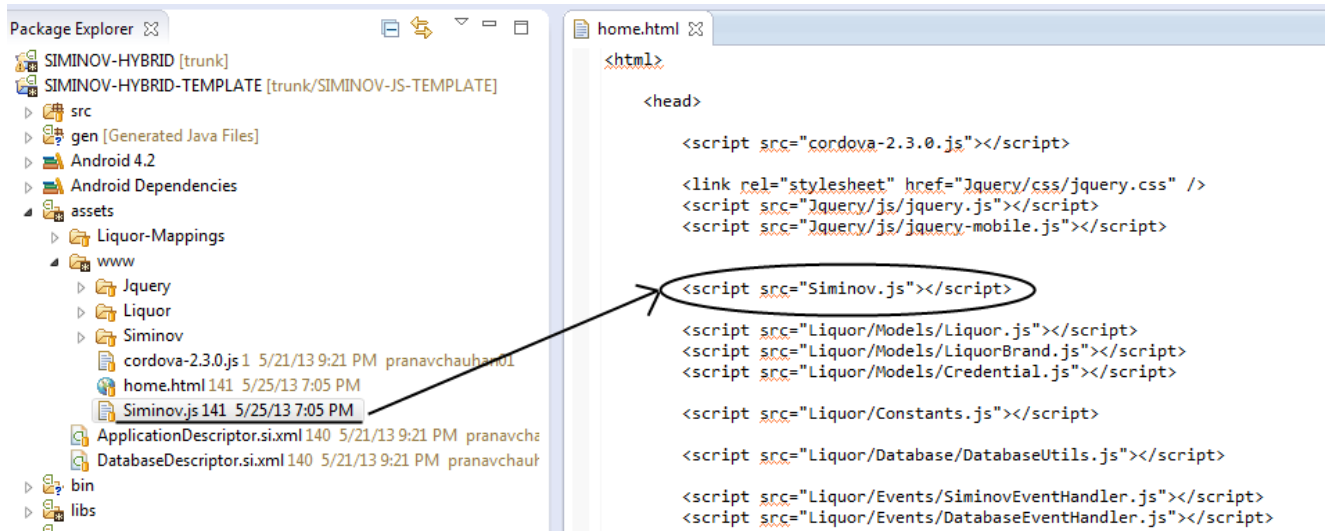 Package Explorer
SIMINOV-HYBRID [trunk]
SIMINOV-HYBRID-TEMPLATE [trunk/SIMINOV-JS-TEMPLATE]
src
gen [Generated Java Files]
Android 4.2
Android Dependencies
assets
Liquor-Mappings
www
Jquery
Liquor
Siminov
cordova-2.3.0.js 1 5/21/13 9:21 PM pranavchauhan01
home.html 141 5/25/13 7:05 PM
Siminov.js 141 5/25/13 7:05 PM
ApplicationDescriptor.si.xml 140 5/21/13 9:21 PM pranavcha
DatabaseDescriptor.si.xml 140 5/21/13 9:21 PM pranavchauh
bin
libs
home.html
<html>
<head>
<script src="cordova-2.3.0.js"></script>
<link rel="stylesheet" href="Jquery/css/jquery.css" />
<script src="Jquery/js/jquery.js"></script>
<script src="Jquery/js/jquery-mobile.js"></script>
<script src="Siminov.js"></script>
<script src="Liquor/Models/Liquor.js"></script>
<script src="Liquor/Models/LiquorBrand.js"></script>
<script src="Liquor/Models/Credential.js"></script>
<script src="Liquor/Constants.js"></script>
<script src="Liquor/Database/DatabaseUtils.js"></script>
<script src="Liquor/Events/SiminovEventHandler.js"></script>
<script src="Liquor/Events/DatabaseEventHandler.js"></script>